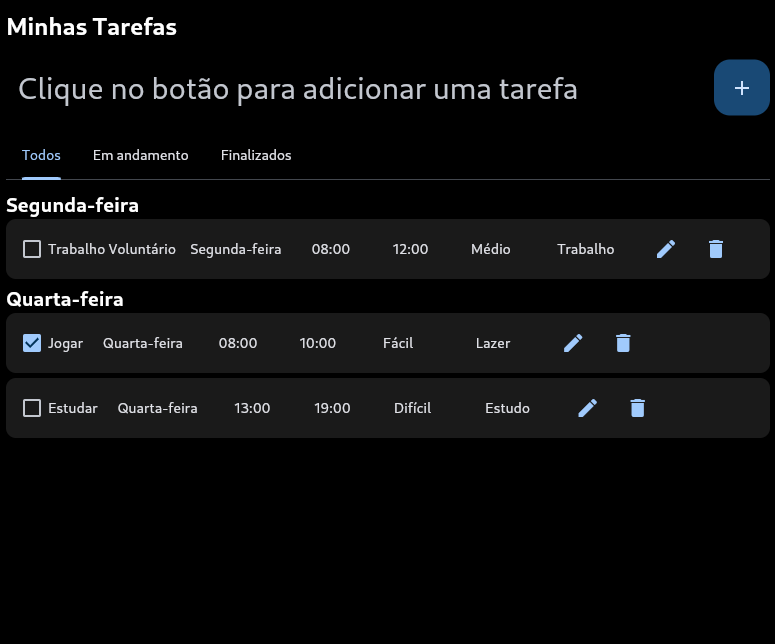 Minhas Tarefas
Clique no botão para adicionar uma tarefa
+
Todos Em andamento Finalizados
Segunda-feira
Trabalho Voluntário Segunda-feira 08:00 12:00 Médio Trabalho
Quarta-feira
Jogar Quarta-feira 08:00 10:00 Fácil Lazer
Estudar Quarta-feira 13:00 19:00 Difícil Estudo